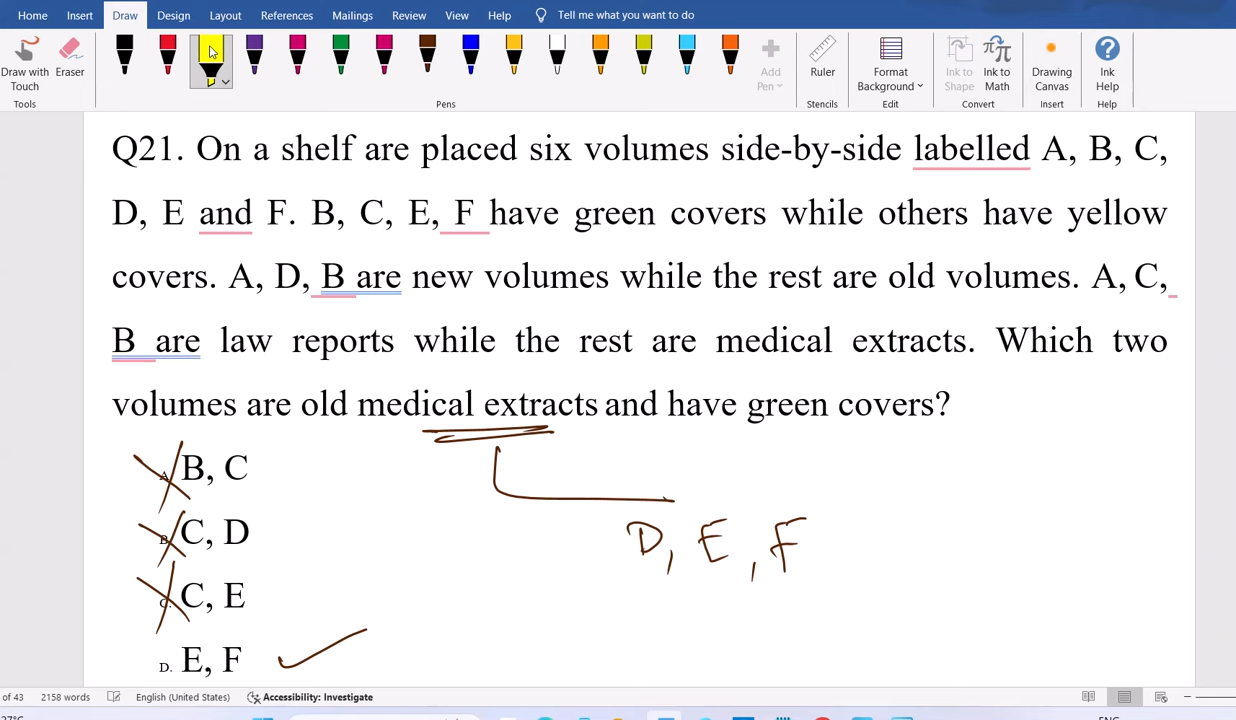 Home Insert Draw Design Layout References Mailings Review View Help Tell me what you want to do
Draw with Touch
Eraser
Add Pen
Ruler
Format Background
Ink to Shape
Ink to Math
Drawing Canvas
Ink Help
Tools Pens Stencils Edit Convert Insert Help
Q21. On a shelf are placed six volumes side-by-side labelled A, B, C,
D, E and F. B, C, E, F have green covers while others have yellow
covers. A, D, B are new volumes while the rest are old volumes. A, C,
B are law reports while the rest are medical extracts. Which two
volumes are old medical extracts and have green covers?
A. B, C
B. C, D
D, E, F
C. C, E
D. E, F
of 43 2158 words English (United States) Accessibility: Investigate
27°C
ENG